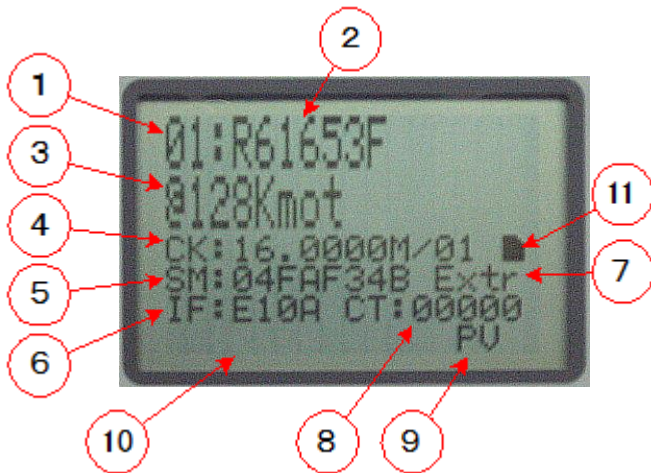 2
1
01:R61653F
3
@128Kmot
11
4
CK:16.0000M/01
7
5
SM:04FAF34B Extr
IF:E10A CT:00000
6
PV
10
8
9